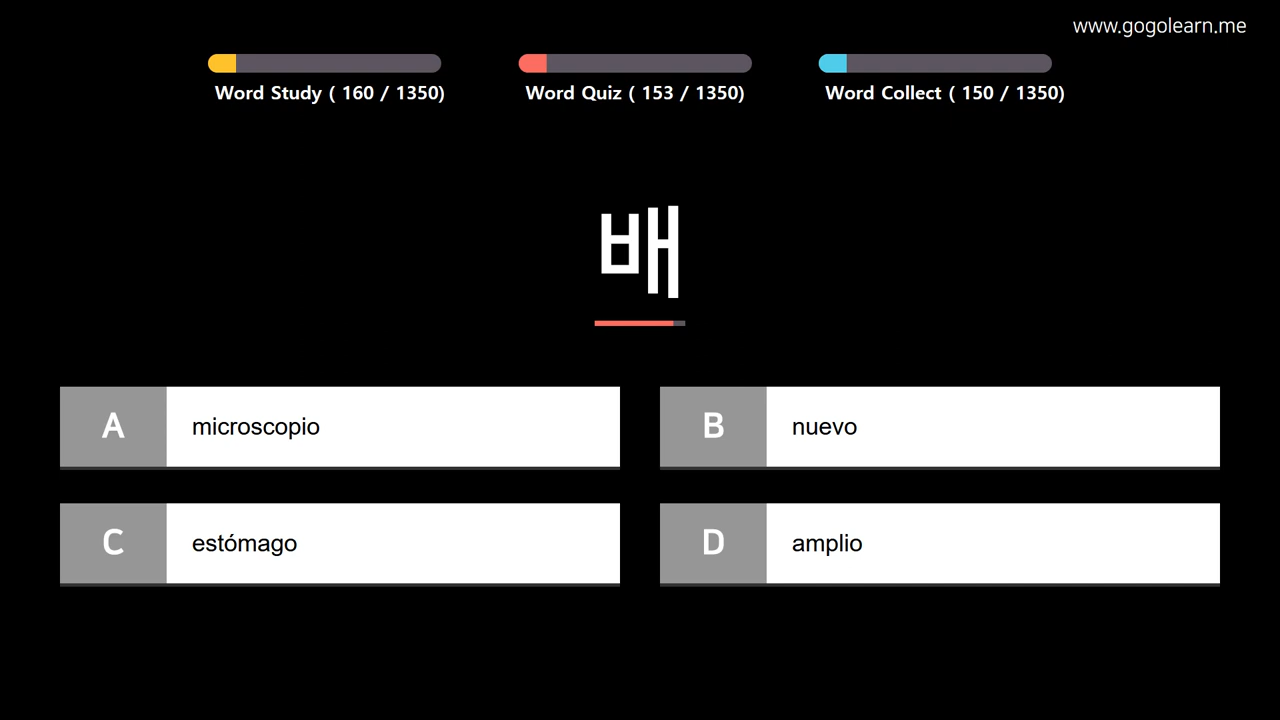 www.gogolearn.me
Word Study ( 160 / 1350)
Word Quiz ( 153 / 1350)
Word Collect ( 150 / 1350)
배
A microscopio
B nuevo
C estómago
D amplio